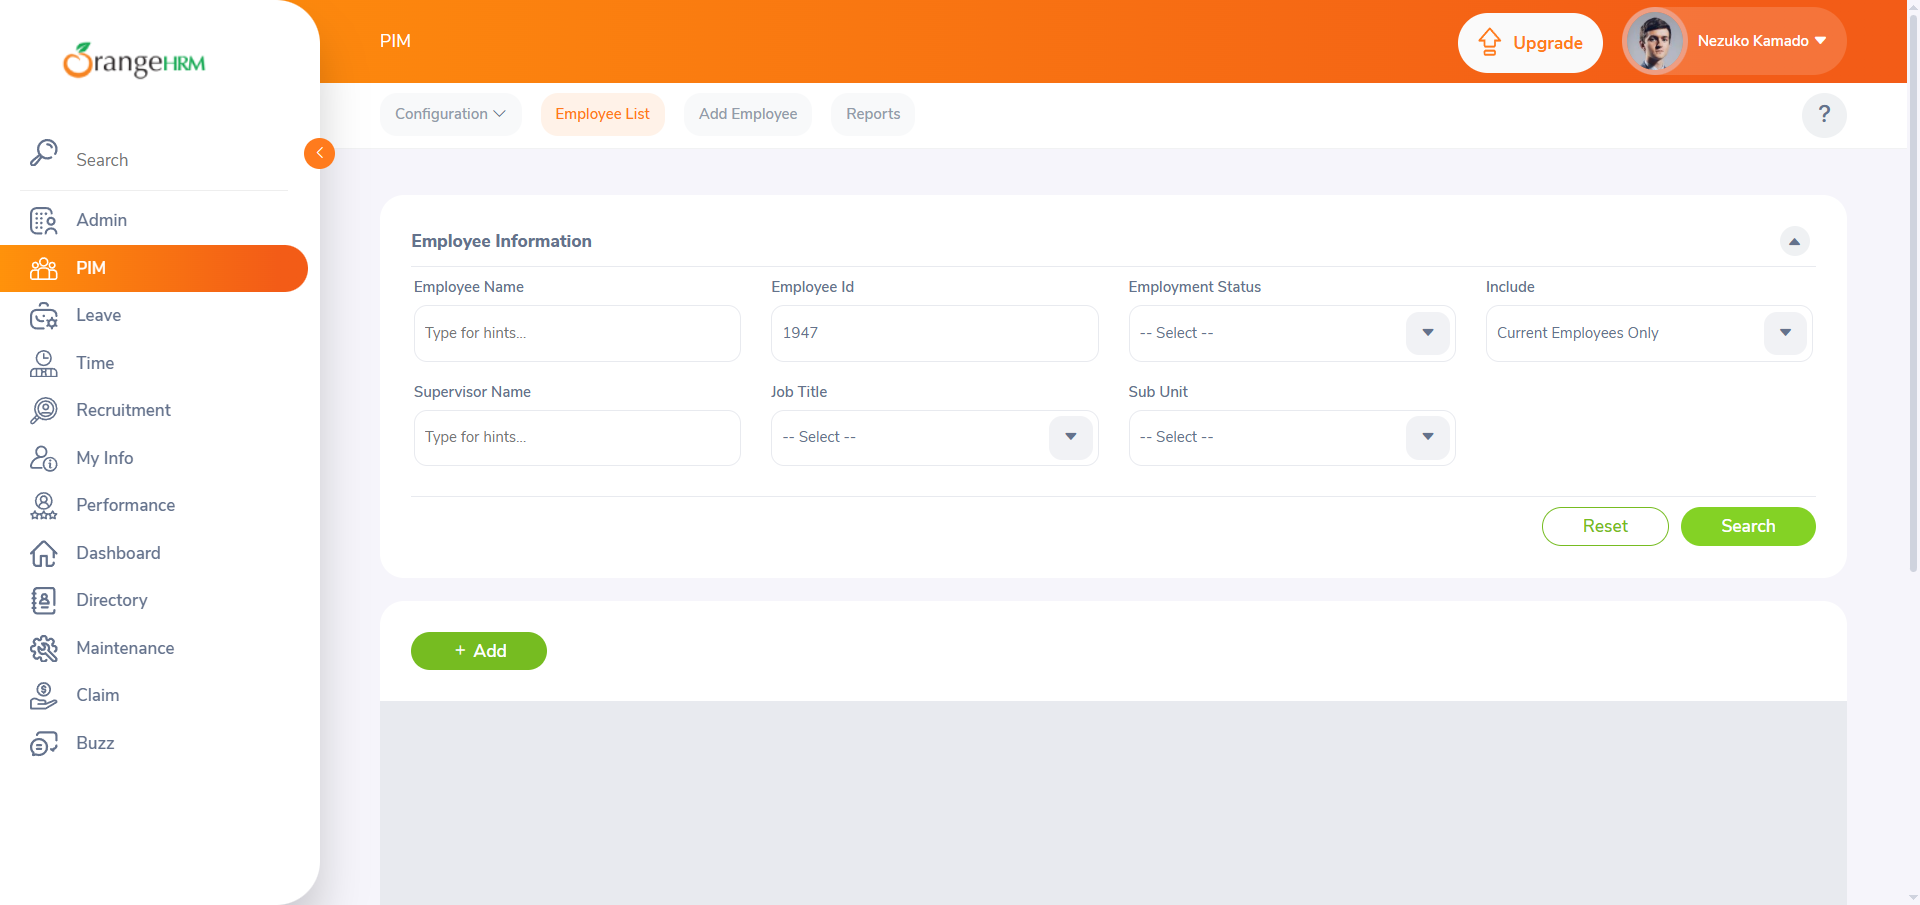 OrangeHRM
Search
Admin
PIM
Leave
Time
Recruitment
My Info
Performance
Dashboard
Directory
Maintenance
Claim
Buzz
PIM
Upgrade
Nezuko Kamado
Configuration
Employee List
Add Employee
Reports
?
Employee Information
Employee Name
Employee Id
Employment Status
Include
Type for hints...
1947
-- Select --
Current Employees Only
Supervisor Name
Job Title
Sub Unit
Type for hints...
-- Select --
-- Select --
Reset
Search
+ Add